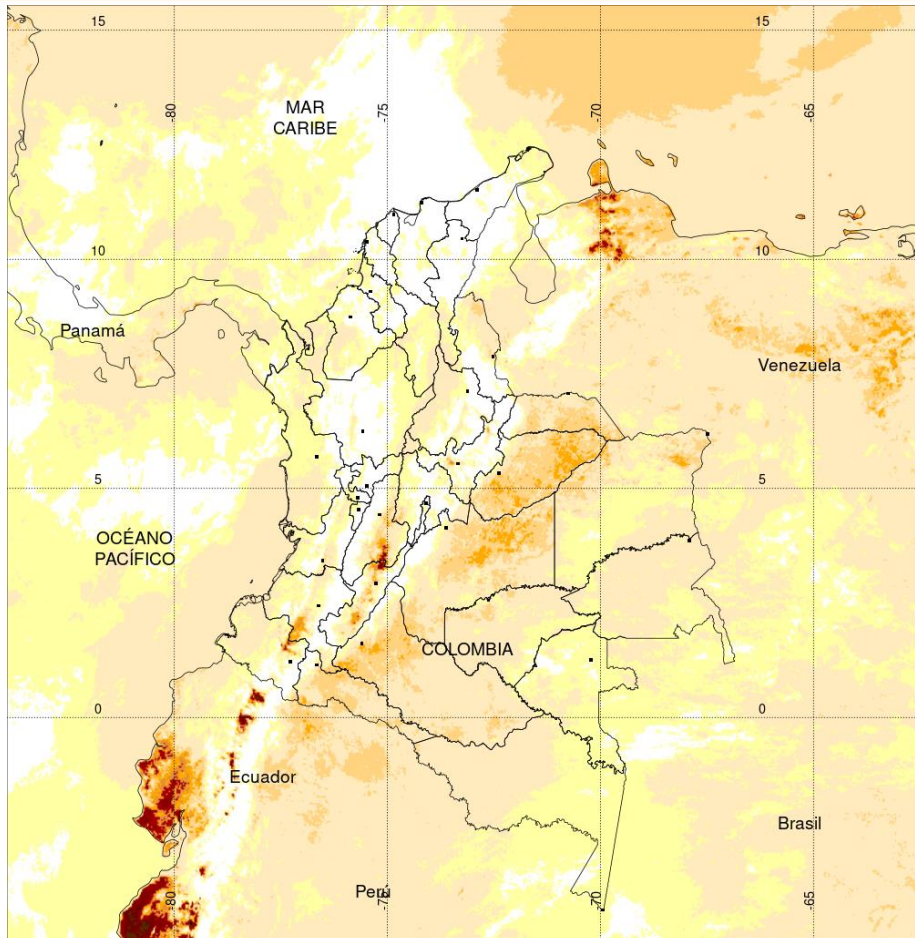 15
15
-80
-75
-70
-65
MAR
CARIBE
10
10
Panamá
Venezuela
5
5
OCÉANO
PACÍFICO
COLOMBIA
0
0
Ecuador
Brasil
Perú
-80
-75
-70
-65